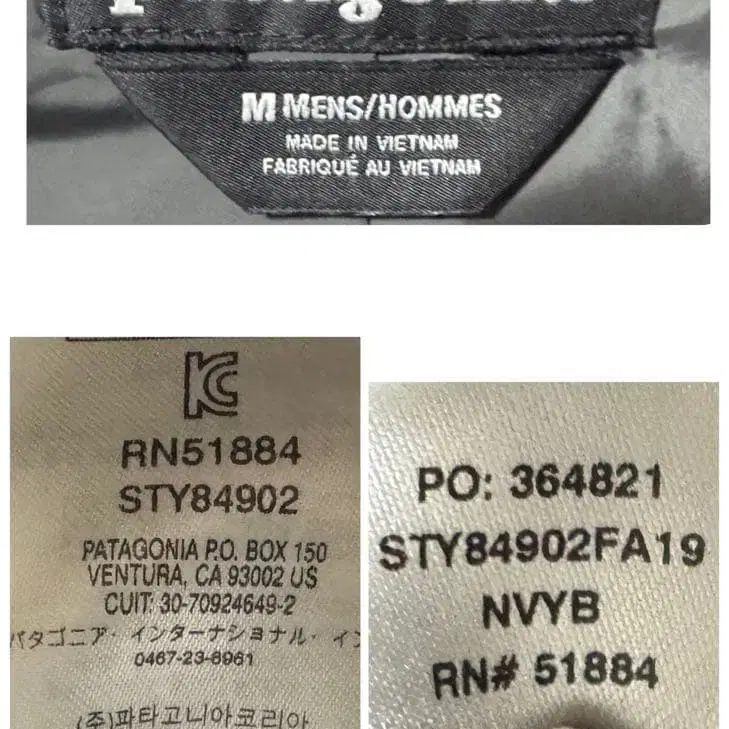 M MENS/HOMMES
MADE IN VIETNAM
FABRIQUÉ AU VIETNAM
KC
RN51884
STY84902
PATAGONIA P.O. BOX 150
VENTURA, CA 93002 US
CUIT: 30-70924649-2
パタゴニア・インターナショナル・イン
0467-23-8961
(주)파타고니아코리아
PO: 364821
STY84902FA19
NVYB
RN# 51884